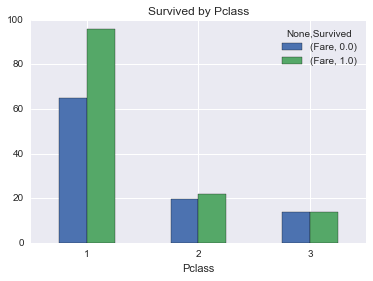 Survived by Pclass
None,Survived
(Fare, 0.0)
(Fare, 1.0)
100
80
60
40
20
0
1 2 3
Pclass